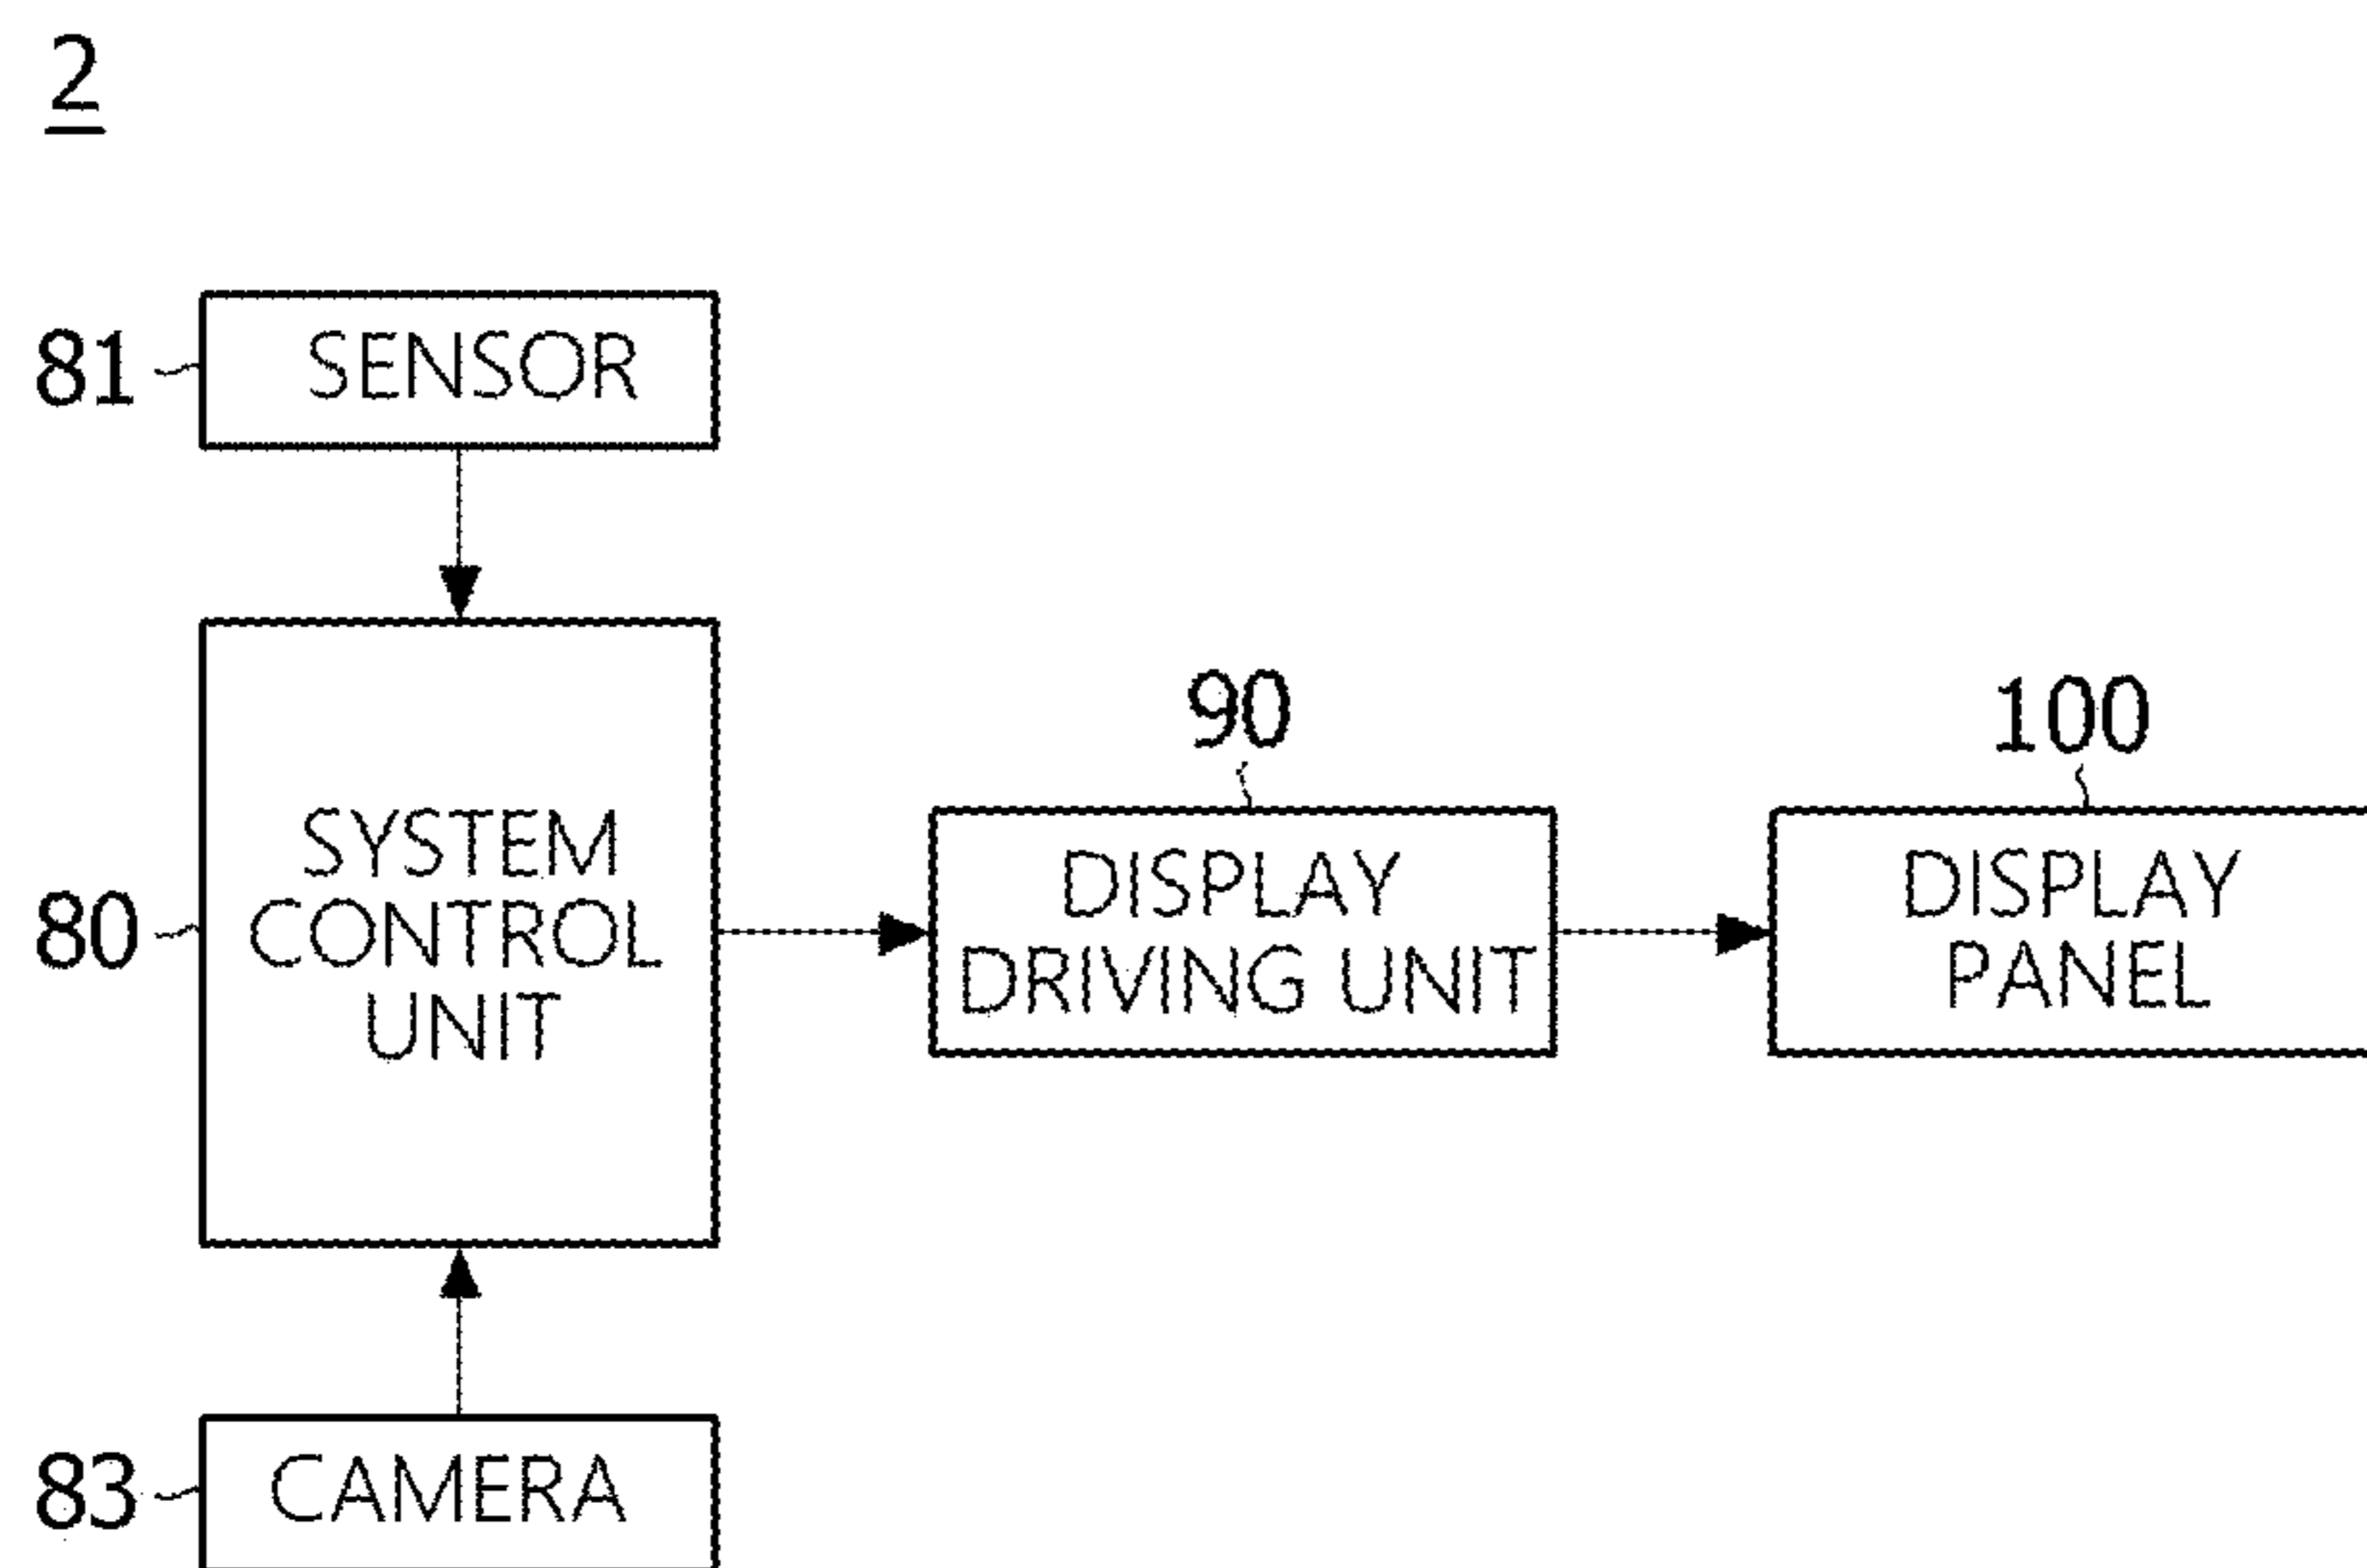 2
81
SENSOR
90
100
80
SYSTEM
CONTROL
UNIT
DISPLAY
DRIVING UNIT
DISPLAY
PANEL
83
CAMERA